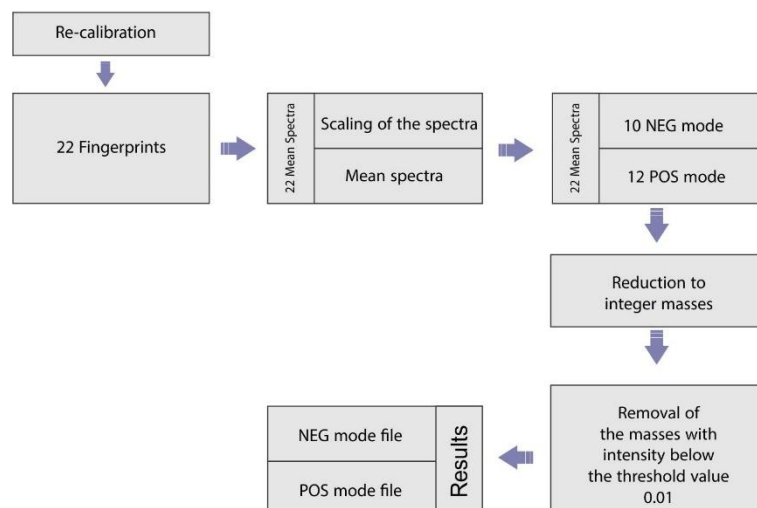 Re-calibration
22 Fingerprints
22 Mean Spectra
Scaling of the spectra
Mean spectra
22 Mean Spectra
10 NEG mode
12 POS mode
Reduction to
integer masses
Removal of
the masses with
intensity below
the threshold value
0.01
NEG mode file
POS mode file
Results